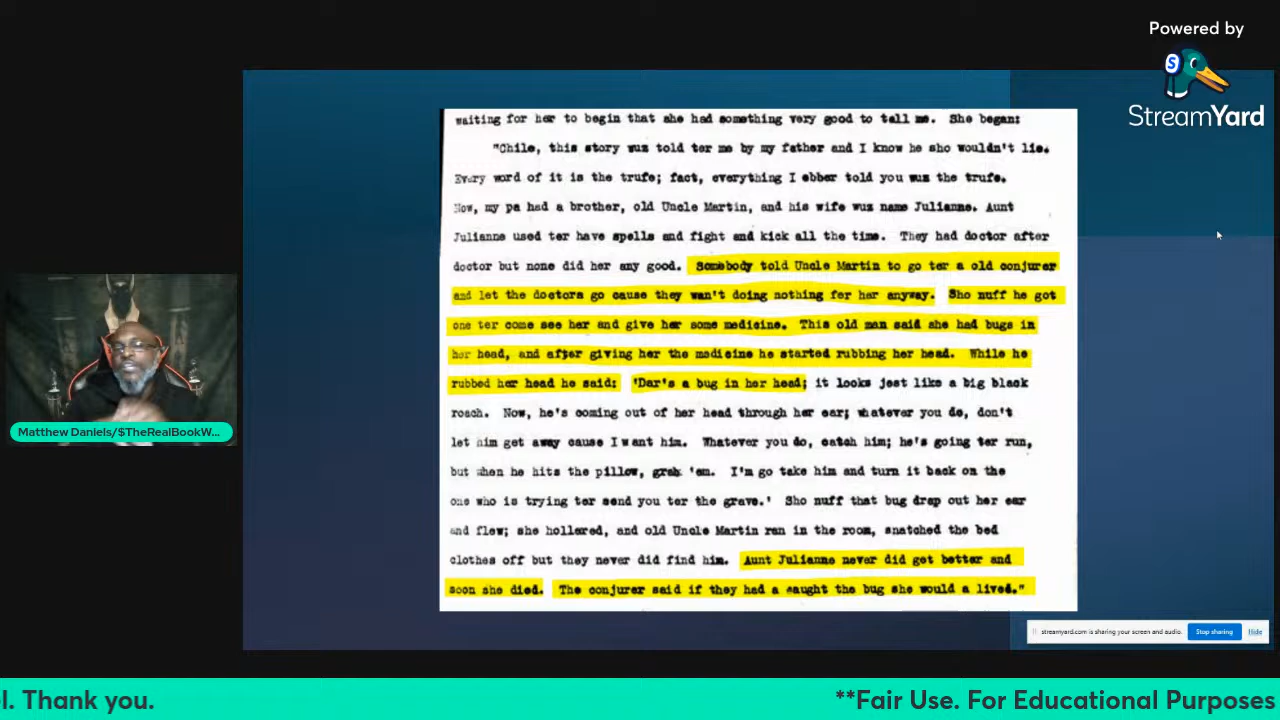 Powered by
StreamYard
waiting for her to begin that she had something very good to tell me. She began:
"Chile, this story wus told ter me by my father and I know he sho wouldn't lie.
Every word of it is the trufe; fact, everything I ebber told you wus the trufe.
Now, my pa had a brother, old Uncle Martin, and his wife wus name Julianne. Aunt
Julianne used ter have spells and fight and kick all the time. They had doctor after
doctor but none did her any good. Somebody told Uncle Martin to go ter a old conjurer
and let the doctors go cause they wan't doing nothing fer her anyway. Sho nuff he got
one ter come see her and give her some medicine. This old man said she had bugs in
her head, and after giving her the medicine he started rubbing her head. While he
rubbed her head he said: 'Dar's a bug in her head; it looks jest like a big black
roach. Now, he's coming out of her head through her ear; whatever you do, don't
let him get away cause I want him. Whatever you do, catch him; he's going ter run,
but when he hits the pillow, grab 'em. I'm go take him and turn it back on the
one who is trying ter send you ter the grave.' Sho nuff that bug drap out her ear
and flew; she hollered, and old Uncle Martin ran in the room, snatched the bed
clothes off but they never did find him. Aunt Julianne never did get better and
soon she died. The conjurer said if they had a caught the bug she would a lived."
Matthew Daniels/$TheRealBookW...
streamyard.com is sharing your screen and audio.
Stop sharing
Hide
l. Thank you.
**Fair Use. For Educational Purposes